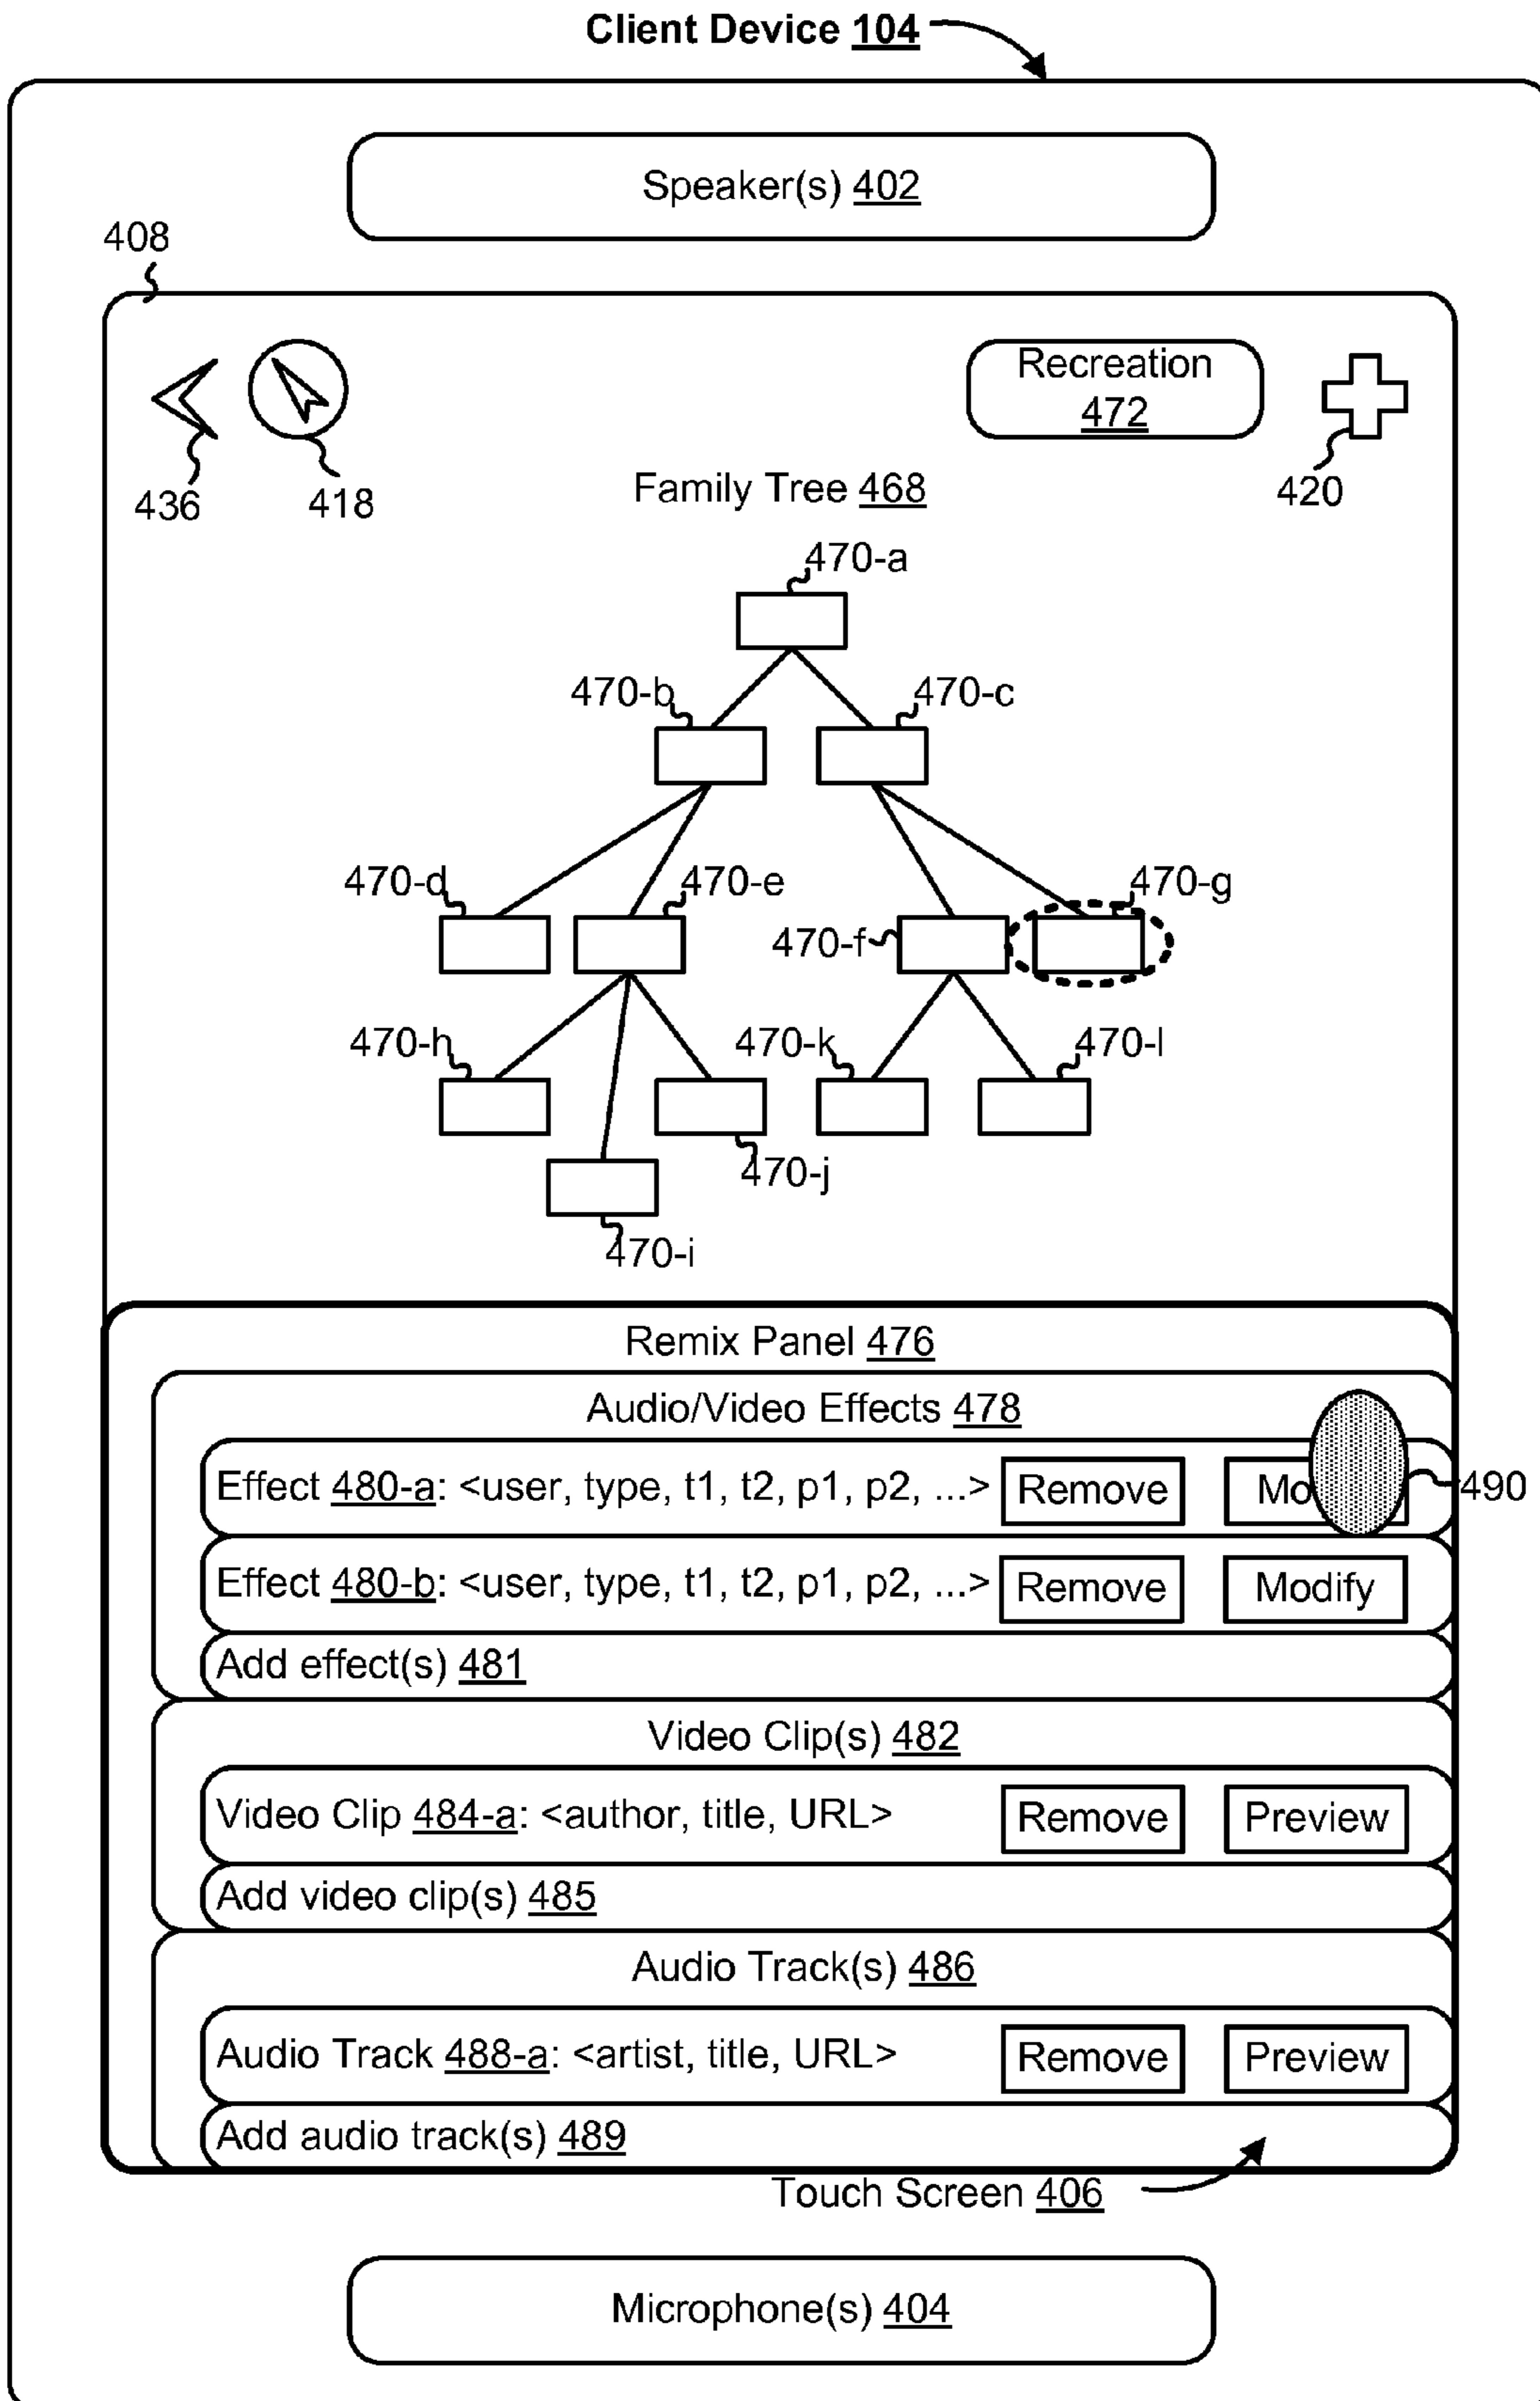 Client Device 104
Speaker(s) 402
408
Recreation
472
436
418
420
Family Tree 468
470-a
470-b
470-c
470-d
470-e
470-f
470-g
470-h
470-k
470-l
470-j
470-i
Remix Panel 476
Audio/Video Effects 478
Effect 480-a: <user, type, t1, t2, p1, p2, ...> Remove
490
Effect 480-b: <user, type, t1, t2, p1, p2, ...> Remove Modify
Add effect(s) 481
Video Clip(s) 482
Video Clip 484-a: <author, title, URL> Remove Preview
Add video clip(s) 485
Audio Track(s) 486
Audio Track 488-a: <artist, title, URL> Remove Preview
Add audio track(s) 489
Touch Screen 406
Microphone(s) 404